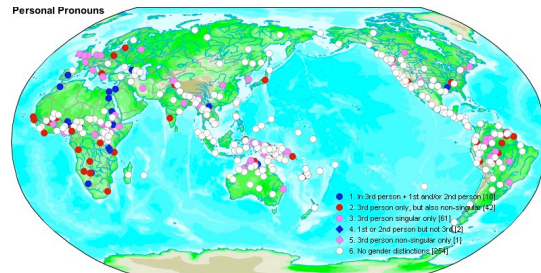 Personal Pronouns
1. In 3rd person + 1st and/or 2nd person [18]
2. 3rd person only, but also non-singular [42]
3. 3rd person singular only [61]
4. 1st or 2nd person but not 3rd [2]
5. 3rd person non-singular only [1]
6. No gender distinctions [254]